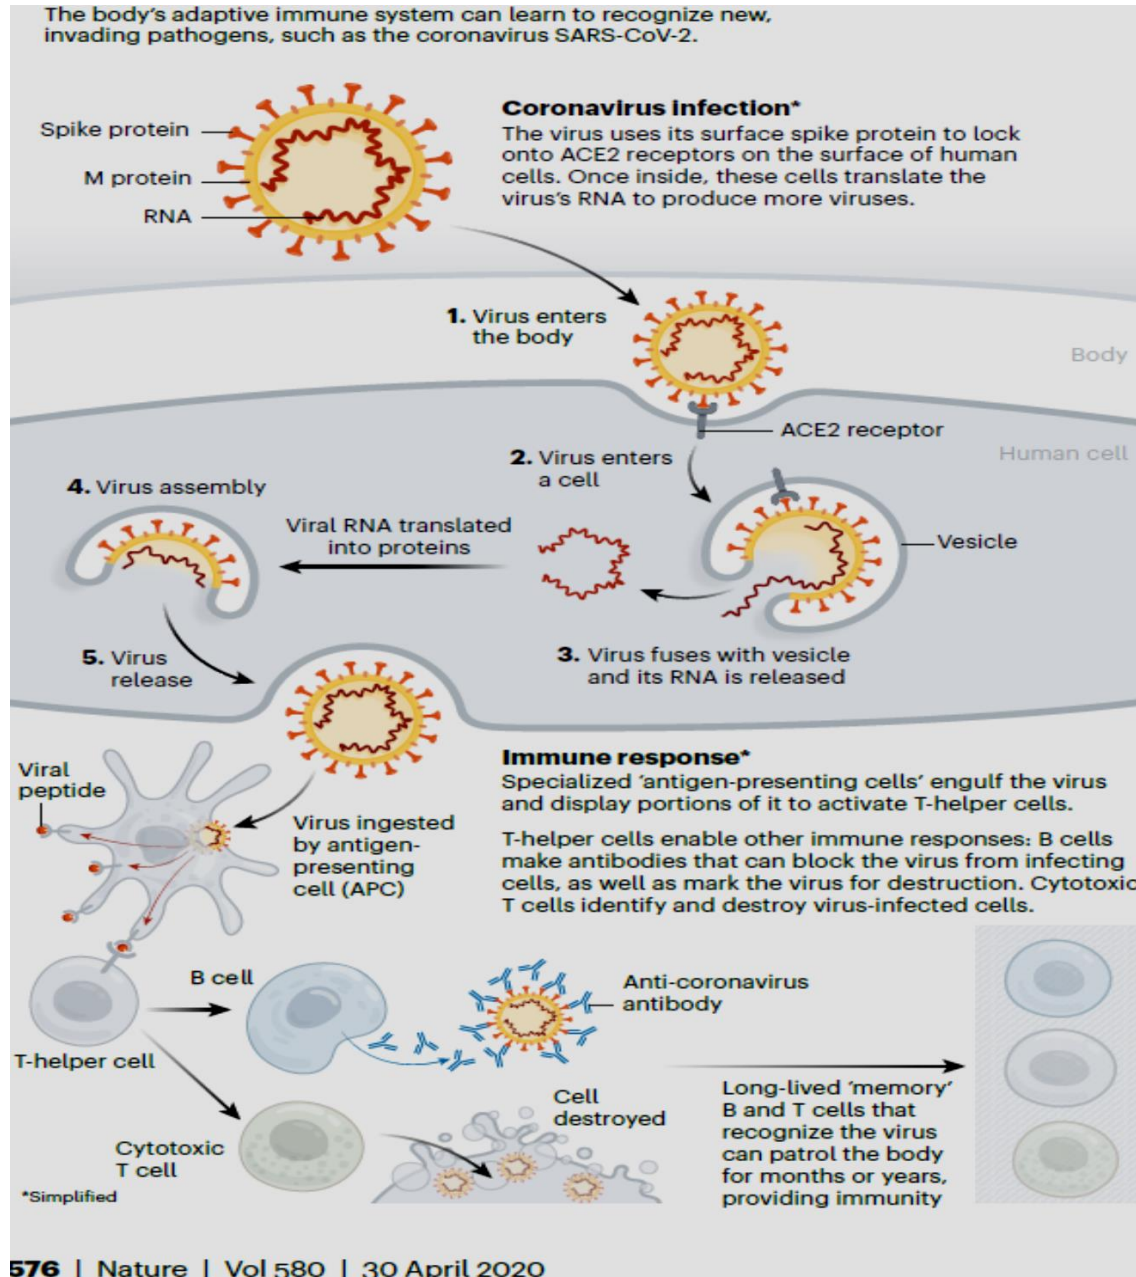 The body's adaptive immune system can learn to recognize new,
invading pathogens, such as the coronavirus SARS-CoV-2.
Spike protein
M protein
RNA
Coronavirus infection*
The virus uses its surface spike protein to lock
onto ACE2 receptors on the surface of human
cells. Once inside, these cells translate the
virus's RNA to produce more viruses.
1. Virus enters
the body
Body
ACE2 receptor
Human cell
2. Virus enters
a cell
Vesicle
3. Virus fuses with vesicle
and its RNA is released
Viral RNA translated
into proteins
4. Virus assembly
5. Virus
release
Immune response*
Specialized 'antigen-presenting cells' engulf the virus
and display portions of it to activate T-helper cells.
T-helper cells enable other immune responses: B cells
make antibodies that can block the virus from infecting
cells, as well as mark the virus for destruction. Cytotoxic
T cells identify and destroy virus-infected cells.
Viral
peptide
Virus ingested
by antigen-
presenting
cell (APC)
T-helper cell
B cell
Anti-coronavirus
antibody
Cytotoxic
T cell
Cell
destroyed
Long-lived 'memory'
B and T cells that
recognize the virus
can patrol the body
for months or years,
providing immunity
*Simplified
576 | Nature | Vol 580 | 30 April 2020